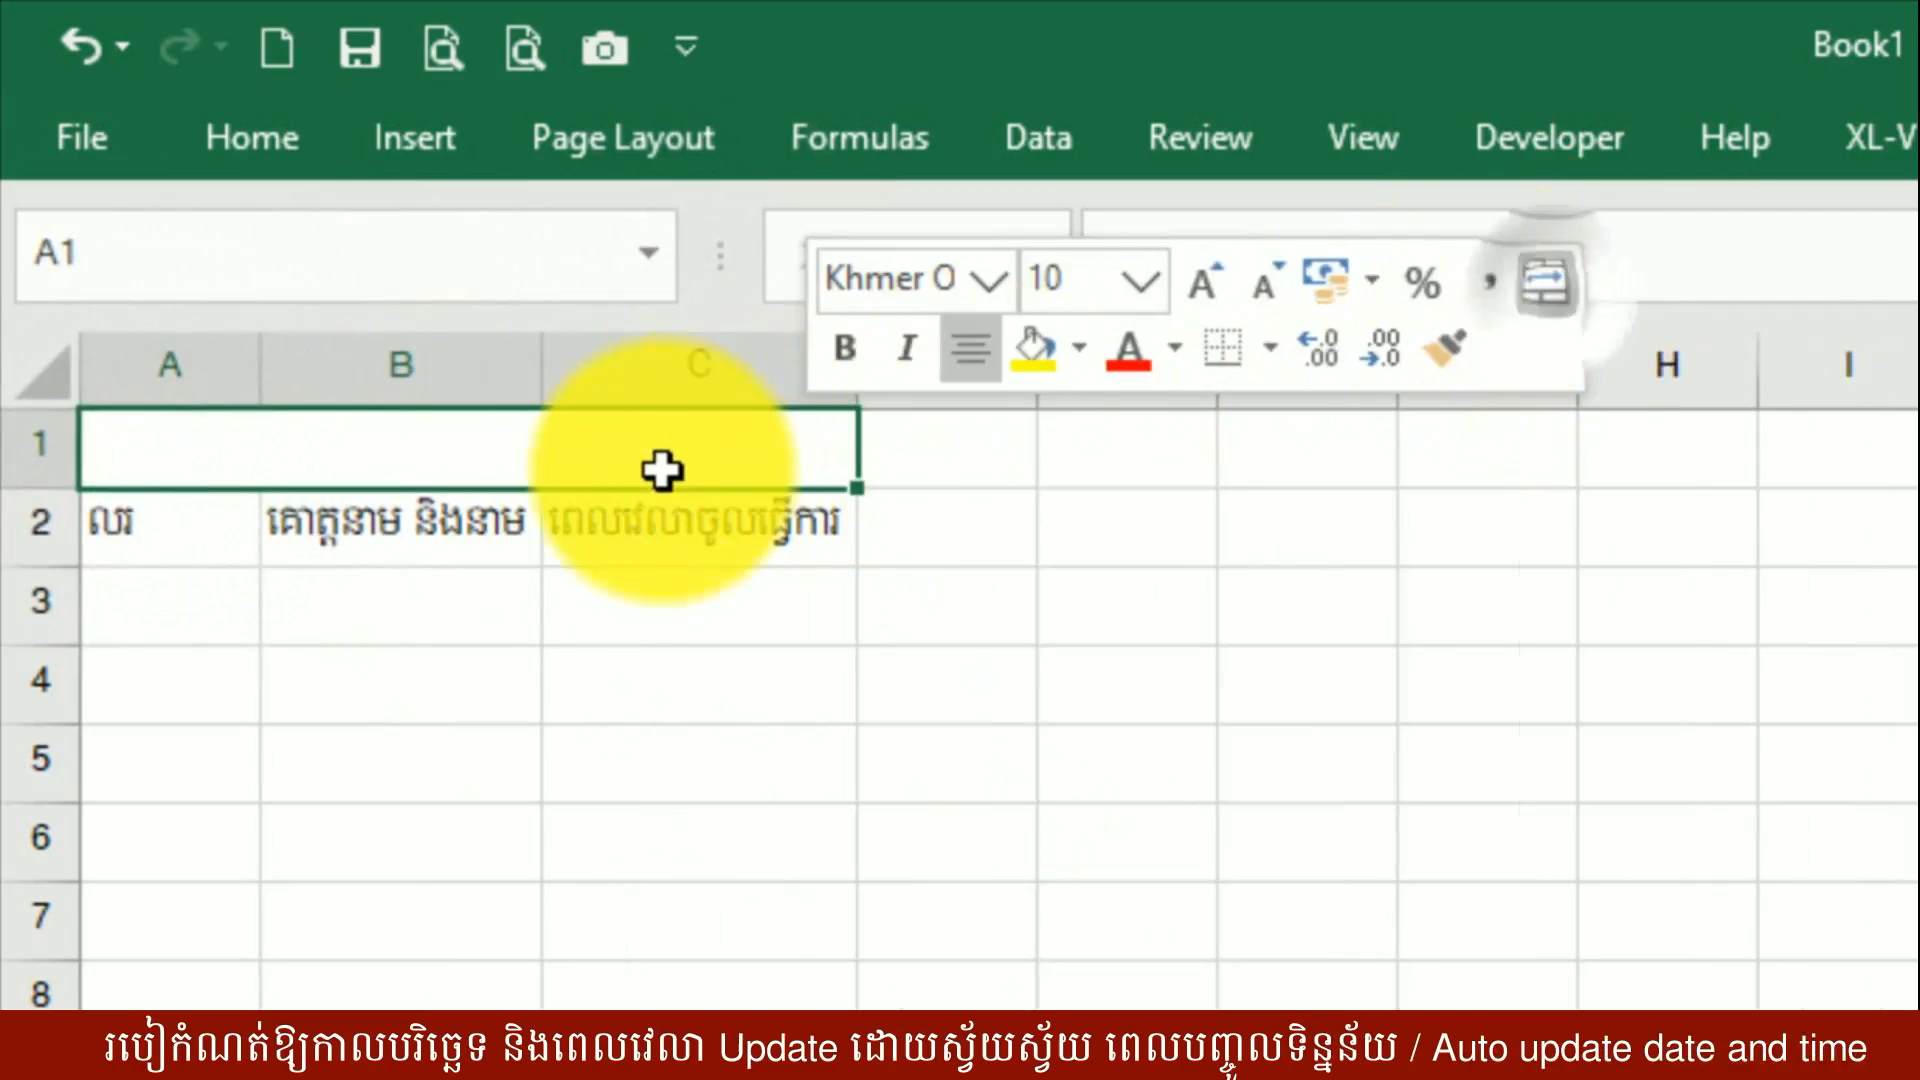 Book1
File Home Insert Page Layout Formulas Data Review View Developer Help XL-V
A1
Khmer O 10 A A %  ,
B I A .0 .00 .00 .0
A B C H I
1
2 លរ គោត្តនាម និងនាម ពេលវេលាចូលធ្វើការ
3
4
5
6
7
8
របៀកំណត់ឱ្យកាលបរិច្ឆេទ និងពេលវេលា Update ដោយស្វ័យស្វ័យ ពេលបញ្ចូលទិន្នន័យ / Auto update date and time